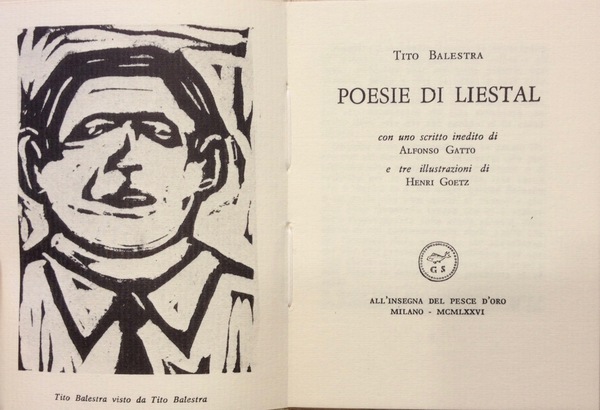 Tito Balestra visto da Tito Balestra
TITO BALESTRA
POESIE DI LIESTAL
con uno scritto inedito di
ALFONSO GATTO
e tre illustrazioni di
HENRI GOETZ
G S
ALL'INSEGNA DEL PESCE D'ORO
MILANO - MCMLXXVI